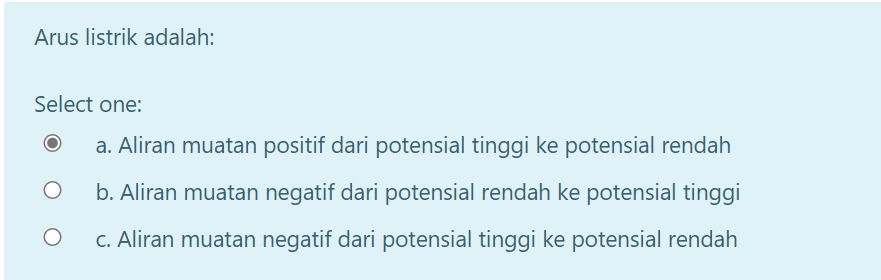 Arus listrik adalah:
Select one:
a. Aliran muatan positif dari potensial tinggi ke potensial rendah
b. Aliran muatan negatif dari potensial rendah ke potensial tinggi
c. Aliran muatan negatif dari potensial tinggi ke potensial rendah